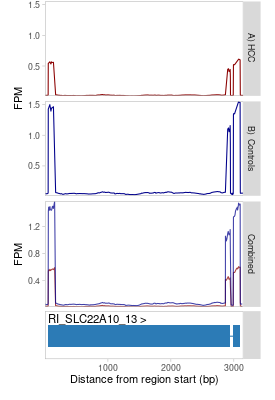 1.5
1.0
0.5
FPM
A) HCC
1.5
1.0
0.5
FPM
B) Controls
1.2
0.8
0.4
FPM
Combined
RI_SLC22A10_13 >
1000 2000 3000
Distance from region start (bp)